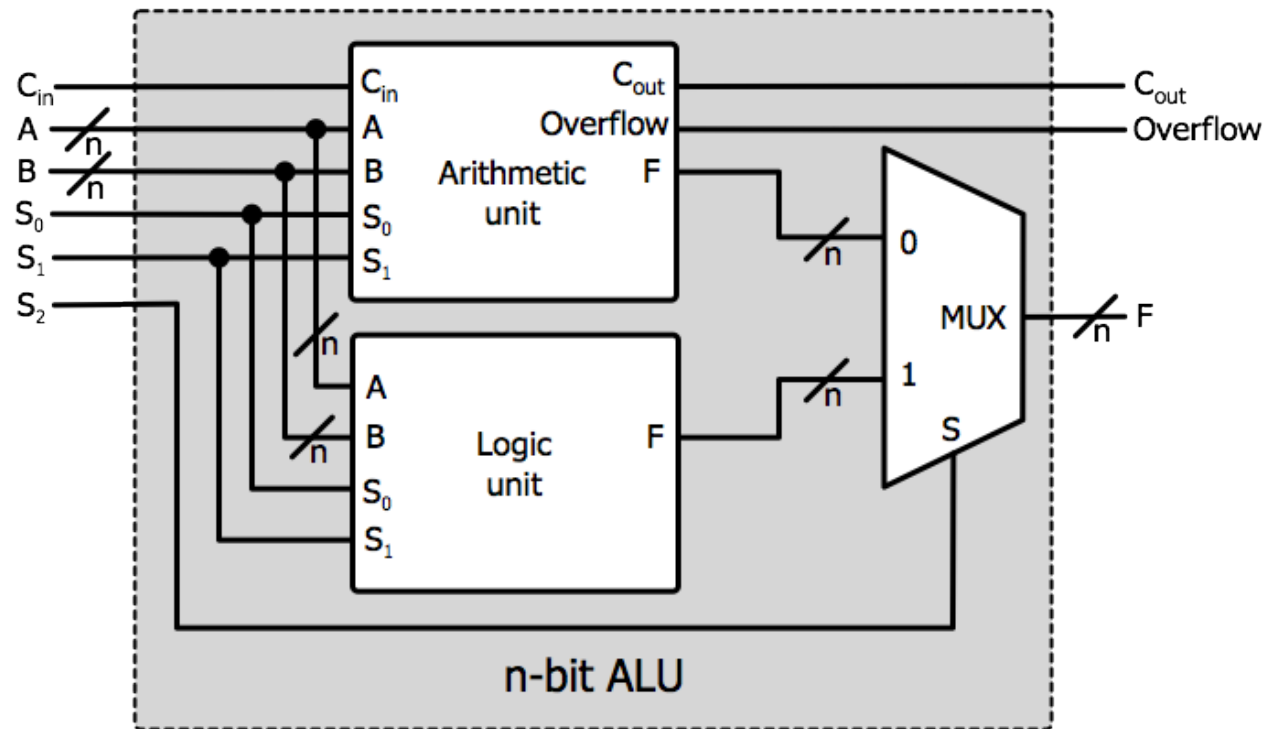 C_in
A
n
B
n
S_0
S_1
S_2
C_in
A
B
S_0
S_1
Arithmetic
unit
C_out
Overflow
F
n
n
A
B
S_0
S_1
Logic
unit
F
n
n
0
1
MUX
S
C_out
Overflow
n
F
n-bit ALU